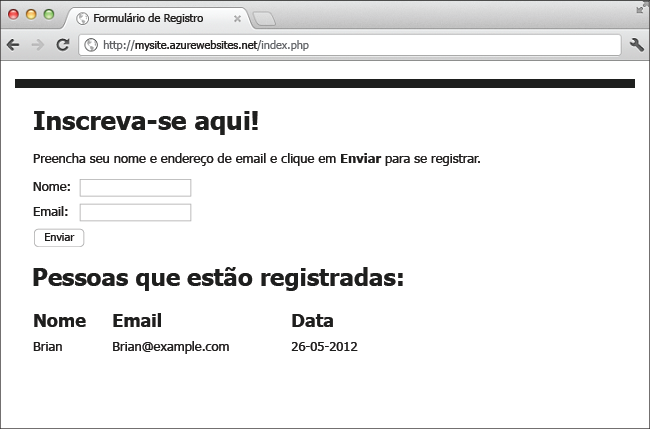 Formulário de Registro
http://mysite.azurewebsites.net/index.php
Inscreva-se aqui!
Preencha seu nome e endereço de email e clique em Enviar para se registrar.
Nome:
Email:
Enviar
Pessoas que estão registradas:
Nome Email Data
Brian Brian@example.com 26-05-2012